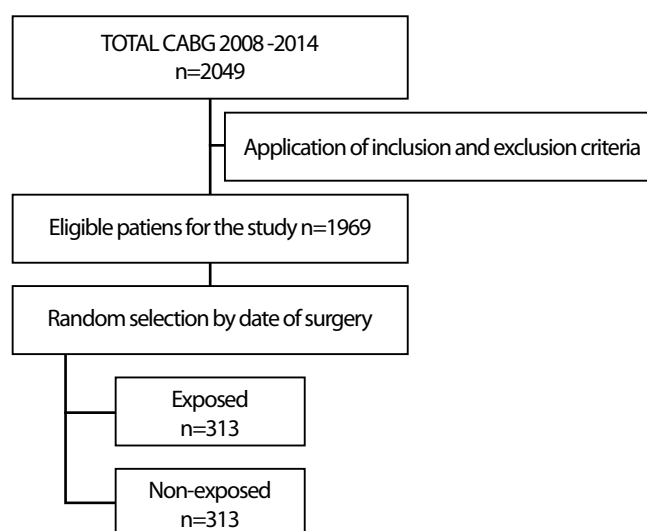 TOTAL CABG 2008 -2014
n=2049
Application of inclusion and exclusion criteria
Eligible patiens for the study n=1969
Random selection by date of surgery
Exposed
n=313
Non-exposed
n=313